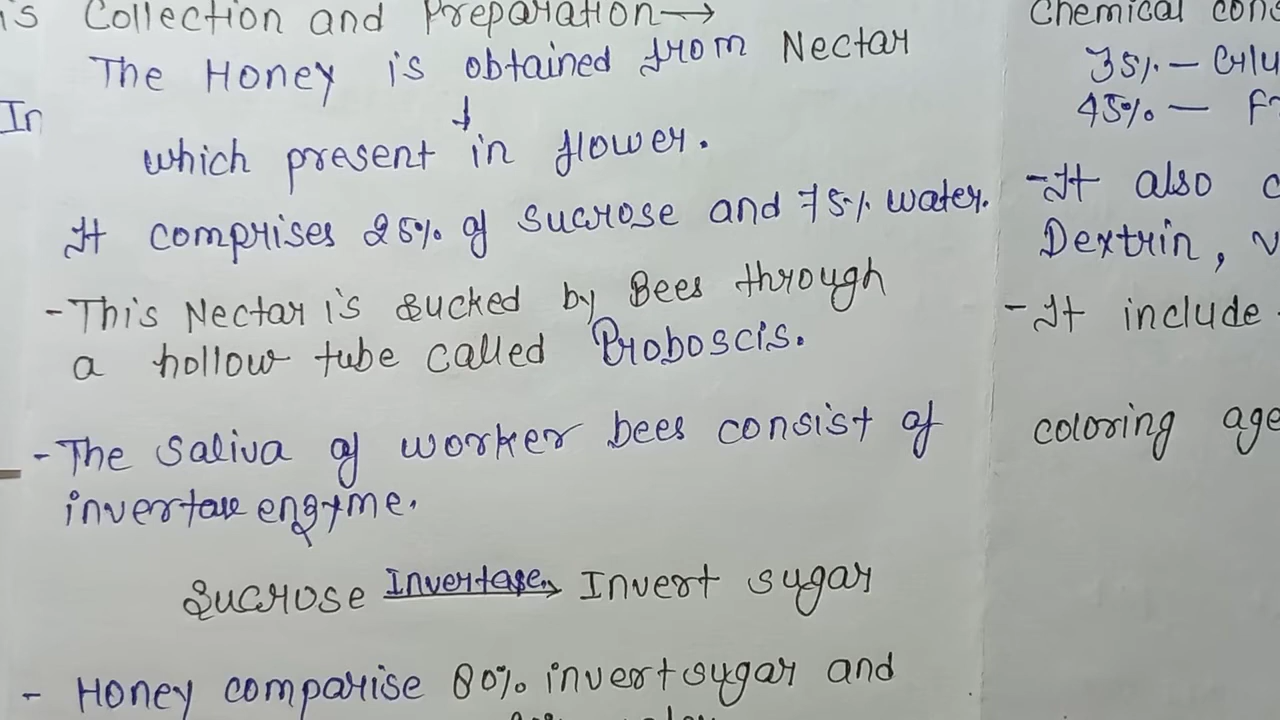 is Collection and Preparation→
The Honey is obtained from Nectar
↓
which present in flower.
It comprises 25% of sucrose and 75% water.
- This Nectar is sucked by Bees through
a hollow tube called Proboscis.
- The Saliva of worker bees consist of
invertase enzyme.
Sucrose Invertase→ Invert sugar
- Honey comparise 80% invert sugar and
In
Chemical
35% -
45% -
- It also
Dextrin,
- It include
coloring